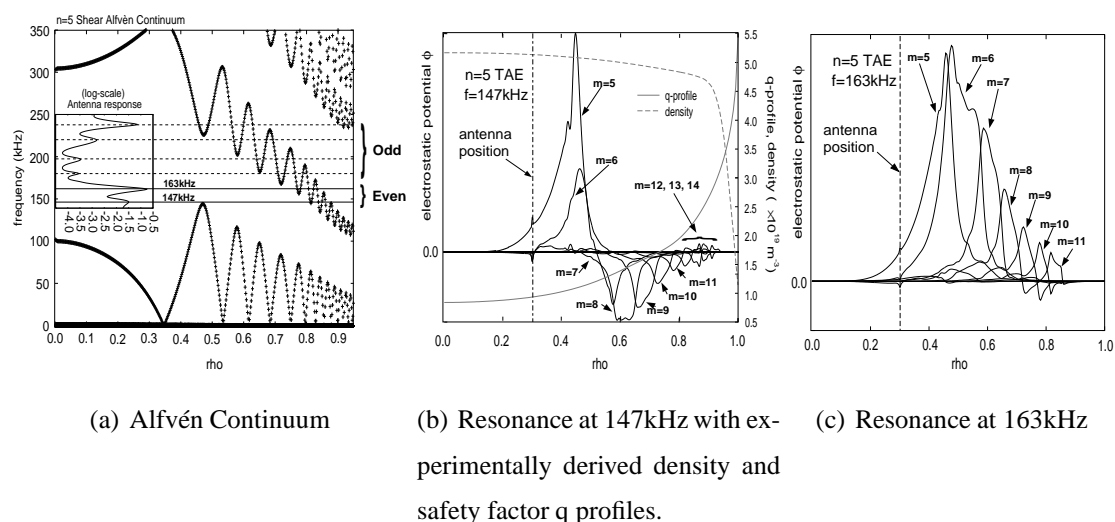 n=5 Shear Alfvèn Continuum
350
300
250
200
150
100
50
0
frequency (kHz)
(log-scale)
Antenna response
163kHz
147kHz
-4.0
-3.5
-3.0
-2.5
-2.0
-1.5
-1.0
-0.5
Odd
Even
0.0 0.1 0.2 0.3 0.4 0.5 0.6 0.7 0.8 0.9
rho
electrostatic potential ϕ
0.0
n=5 TAE
f=147kHz
antenna
position
m=5
m=6
m=7
m=8
m=9
m=10
m=11
m=12, 13, 14
q-profile
density
5.5
5.0
4.5
4.0
3.5
3.0
2.5
2.0
1.5
1.0
0.5
q-profile, density ( ×10¹⁹ m⁻³)
0.0 0.2 0.4 0.6 0.8 1.0
rho
electrostatic potential ϕ
0.0
n=5 TAE
f=163kHz
antenna
position
m=5
m=6
m=7
m=8
m=9
m=10
m=11
0.0 0.2 0.4 0.6 0.8 1.0
rho
(a) Alfvén Continuum
(b) Resonance at 147kHz with ex-
perimentally derived density and
safety factor q profiles.
(c) Resonance at 163kHz